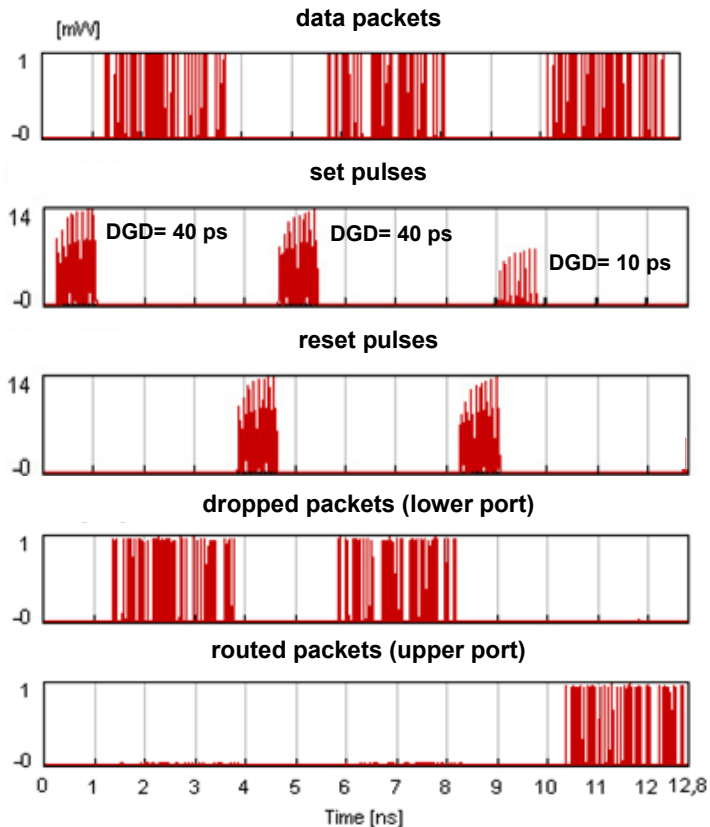 data packets
[mW]
1
-0
set pulses
14
-0
DGD= 40 ps
DGD= 40 ps
DGD= 10 ps
reset pulses
14
-0
dropped packets (lower port)
1
-0
routed packets (upper port)
1
-0
0 1 2 3 4 5 6 7 8 9 10 11 12 12,8
Time [ns]